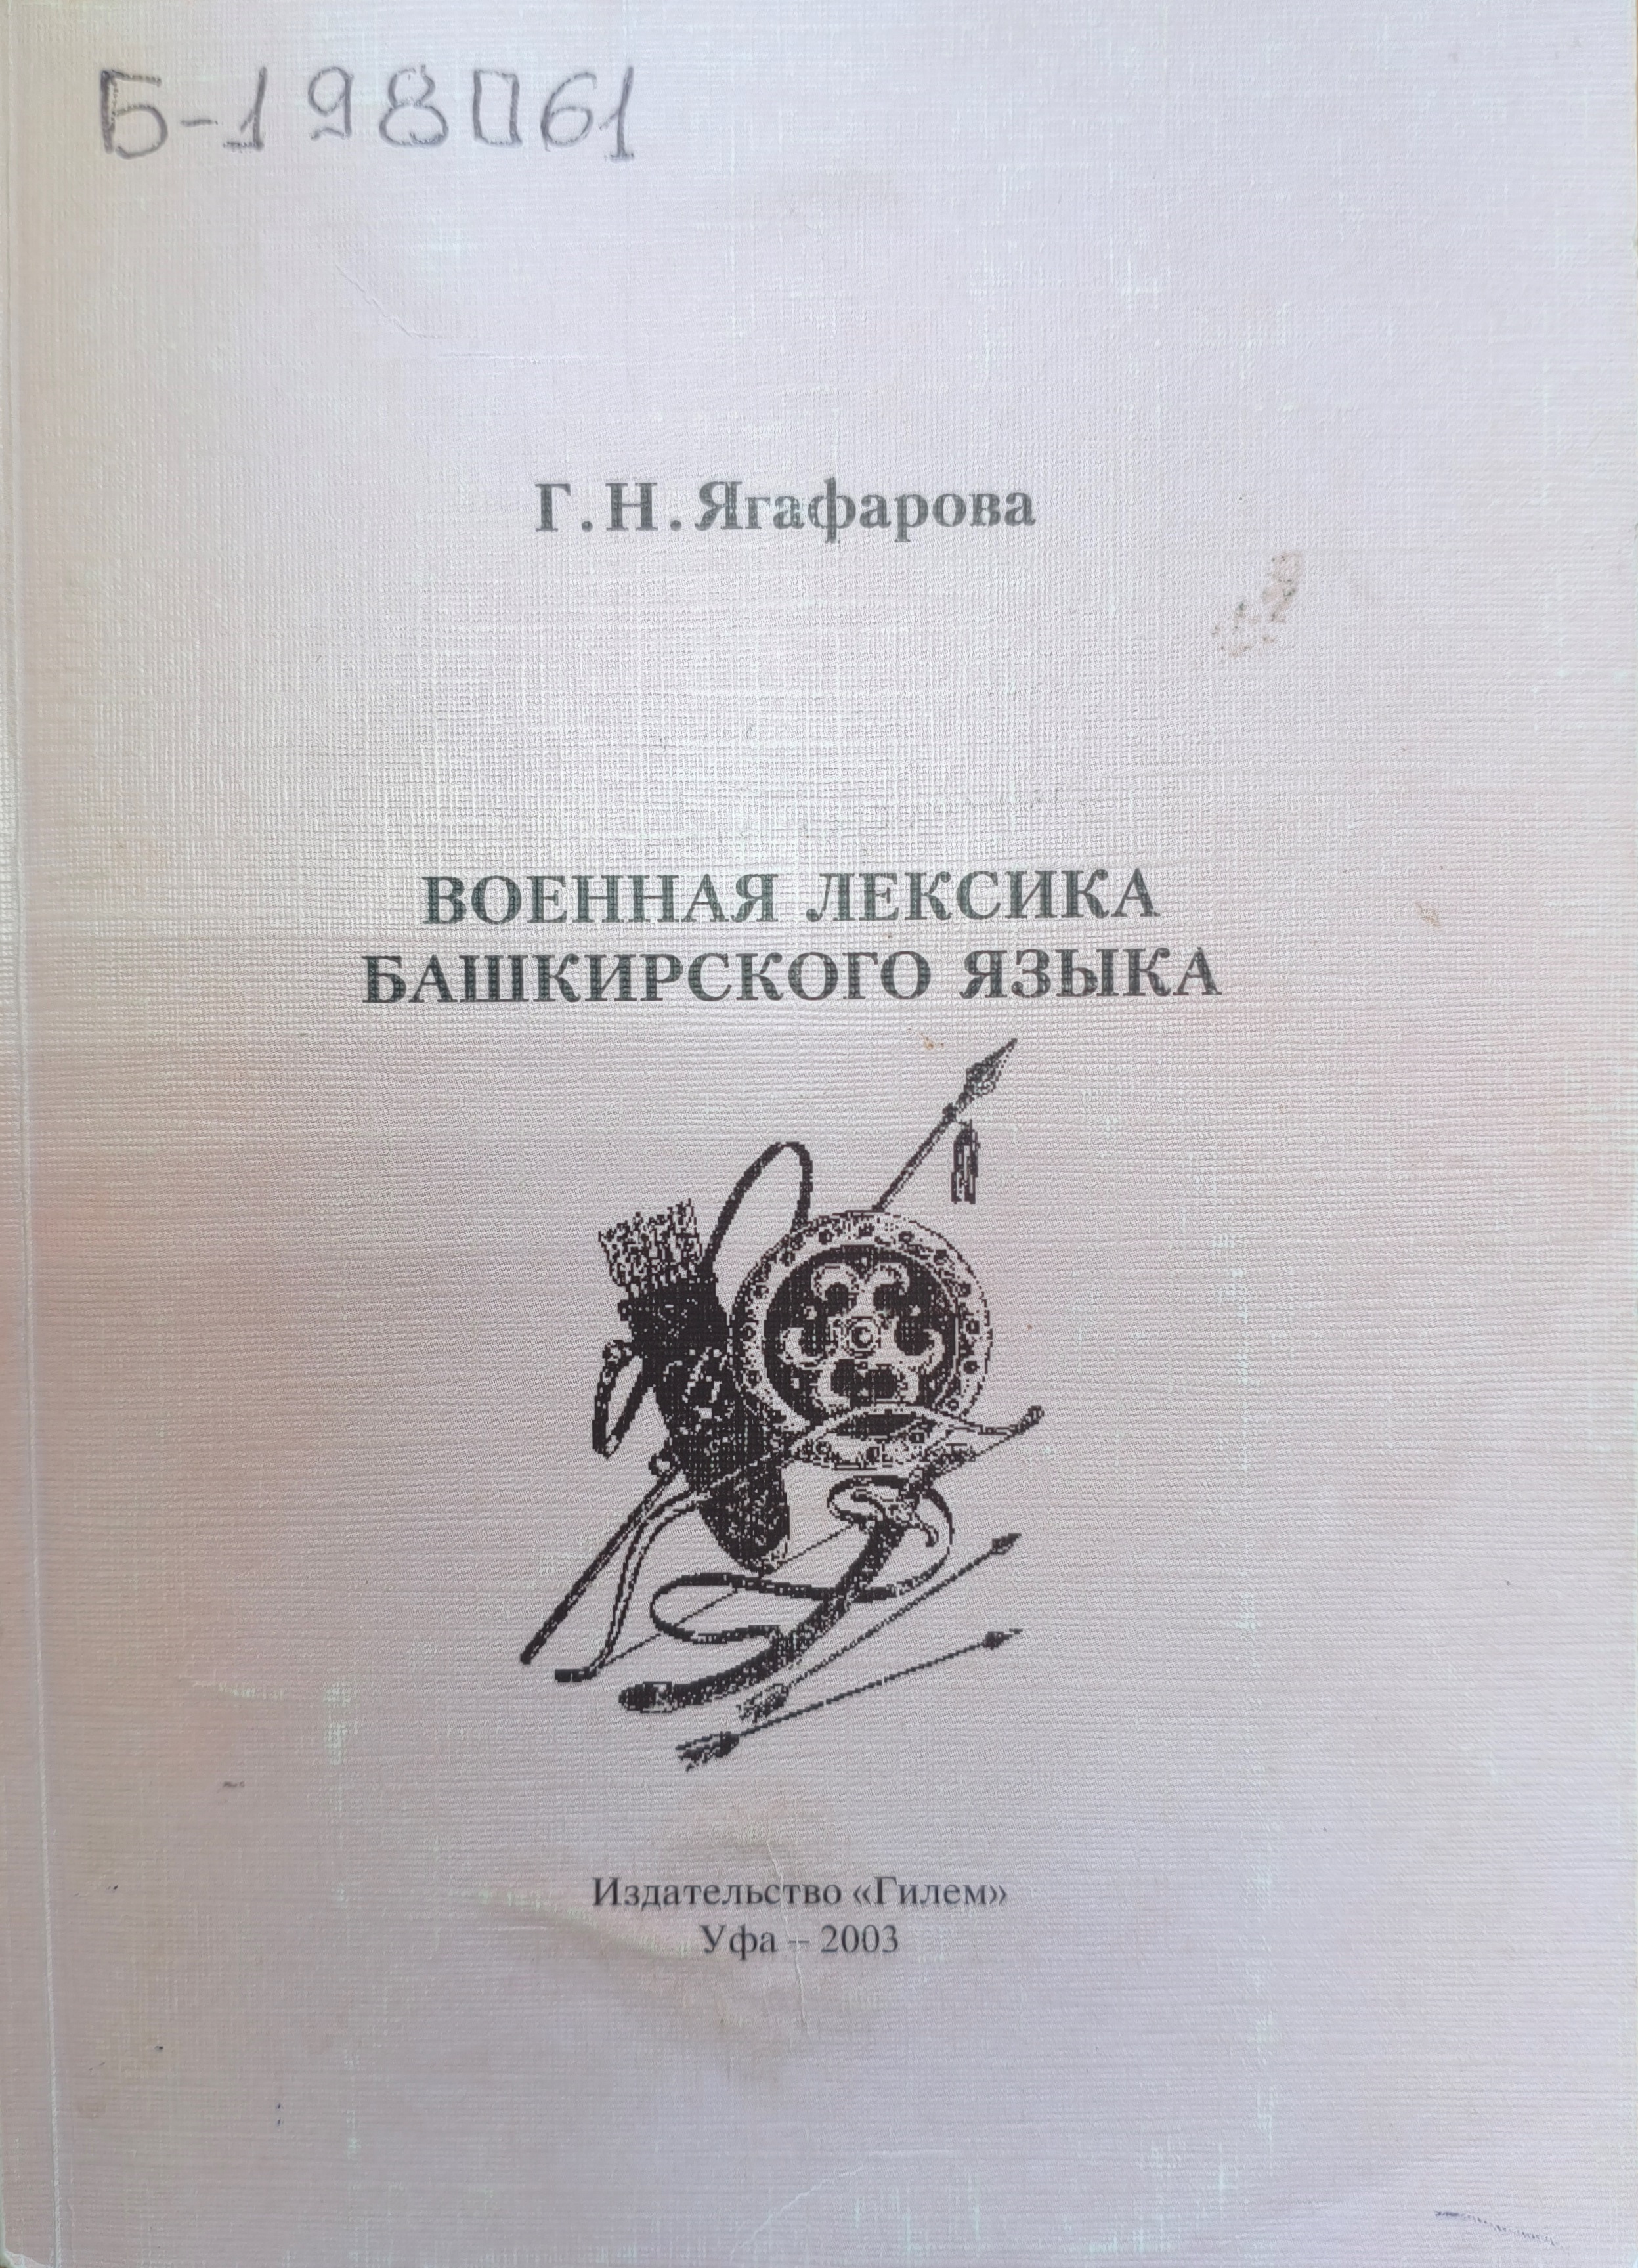 Б-198061
Г.Н.Ягафарова
ВОЕННАЯ ЛЕКСИКА
БАШКИРСКОГО ЯЗЫКА
Издательство «Гилем»
Уфа – 2003